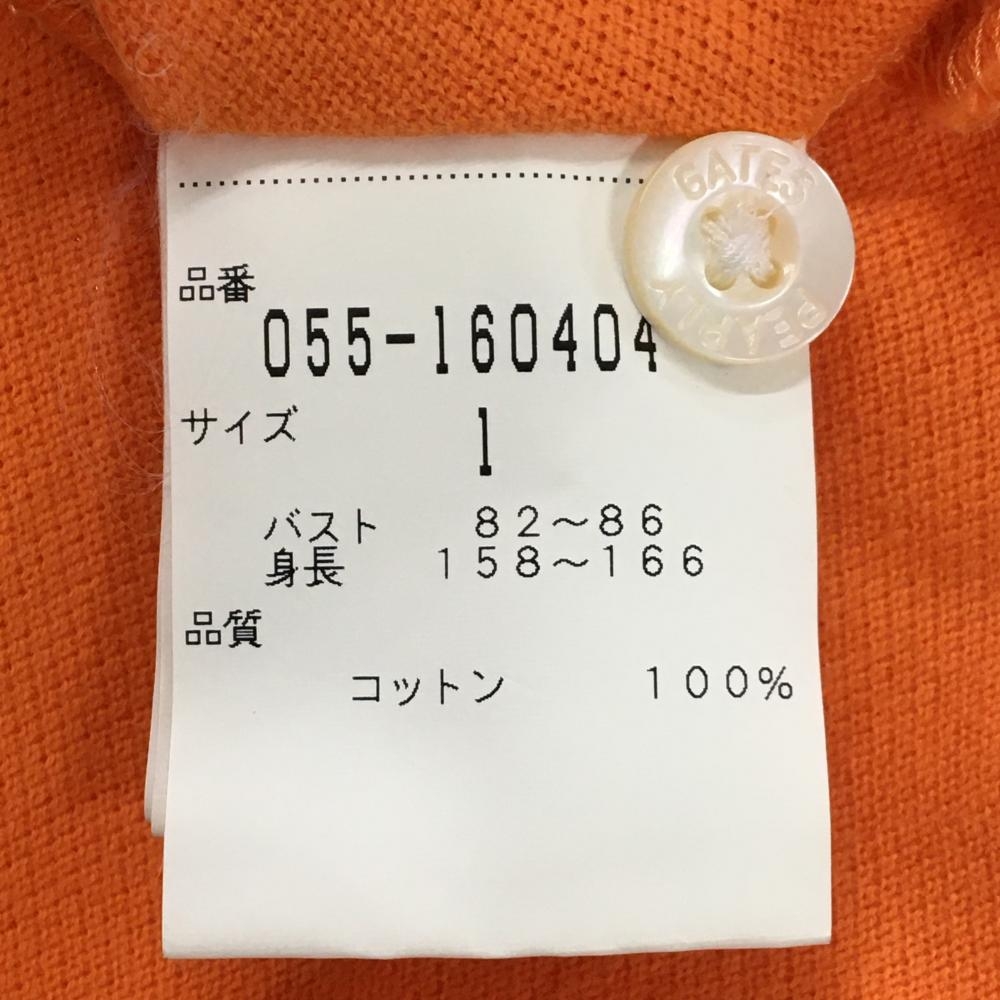 GATES
PEARLY
品番
055-160404
サイズ
1
バスト 82～86
身長 158～166
品質
コットン 100%